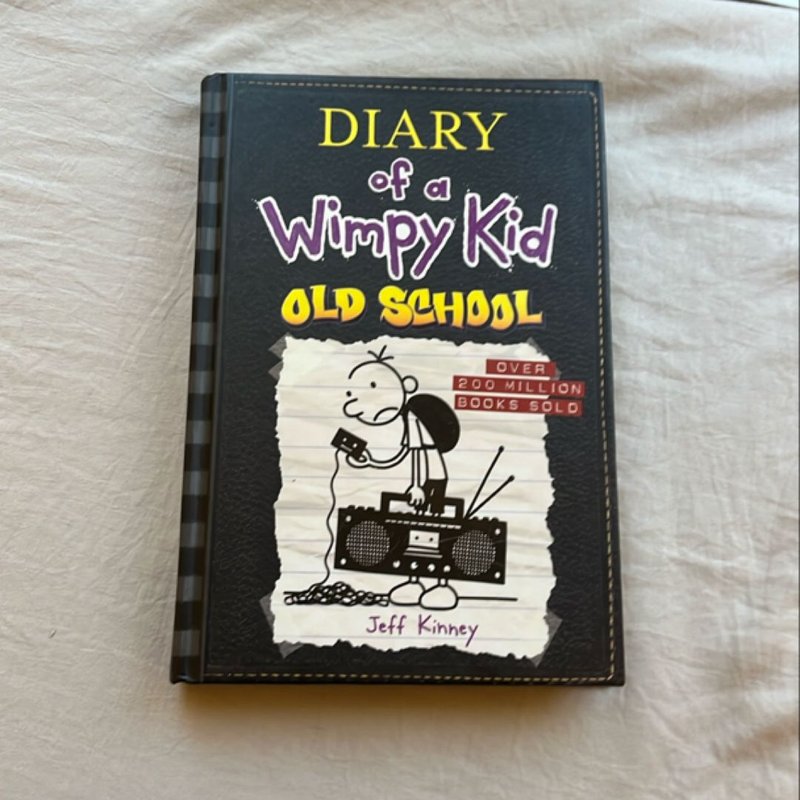 DIARY
of a
Wimpy Kid
OLD SCHOOL
OVER
200 MILLION
BOOKS SOLD
Jeff Kinney